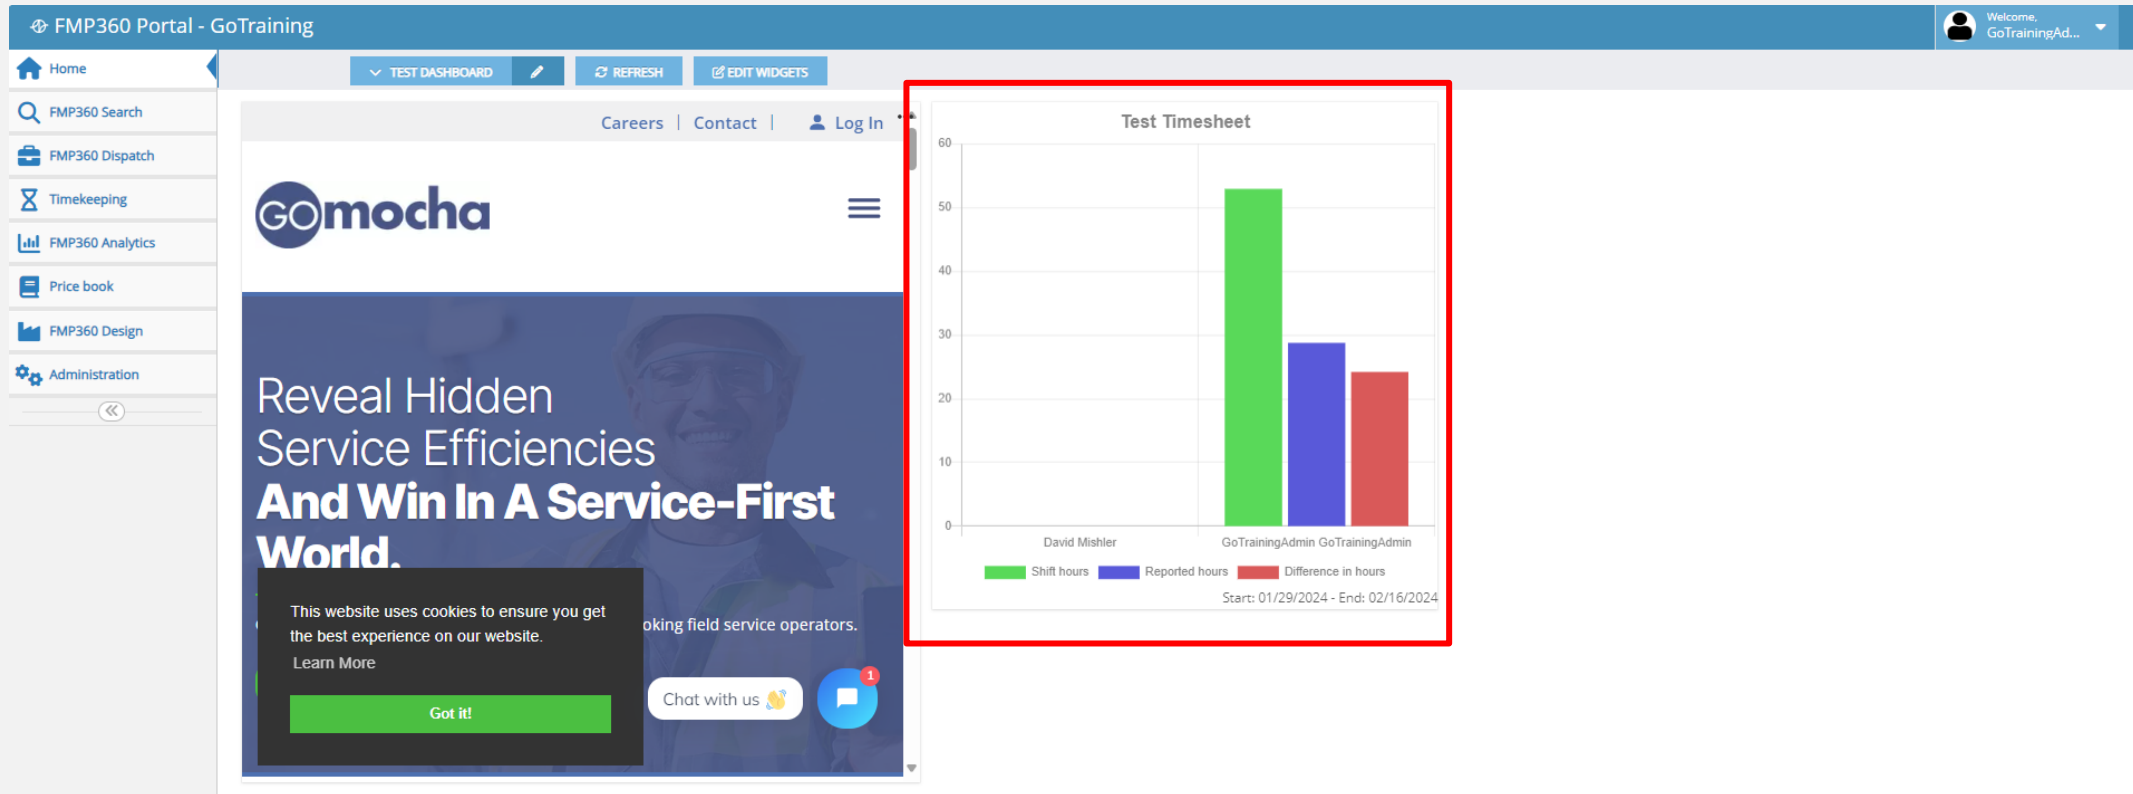 FMP360 Portal - GoTraining
Welcome,
GoTrainingAd...
Home
FMP360 Search
FMP360 Dispatch
Timekeeping
FMP360 Analytics
Price book
FMP360 Design
Administration
TEST DASHBOARD
REFRESH
EDIT WIDGETS
Careers | Contact | Log In
GOmocha
Reveal Hidden
Service Efficiencies
And Win In A Service-First
World.
oking field service operators.
This website uses cookies to ensure you get
the best experience on our website.
Learn More
Got it!
Chat with us 👋
1
Test Timesheet
60
50
40
30
20
10
0
David Mishler
GoTrainingAdmin GoTrainingAdmin
Shift hours Reported hours Difference in hours
Start: 01/29/2024 - End: 02/16/2024